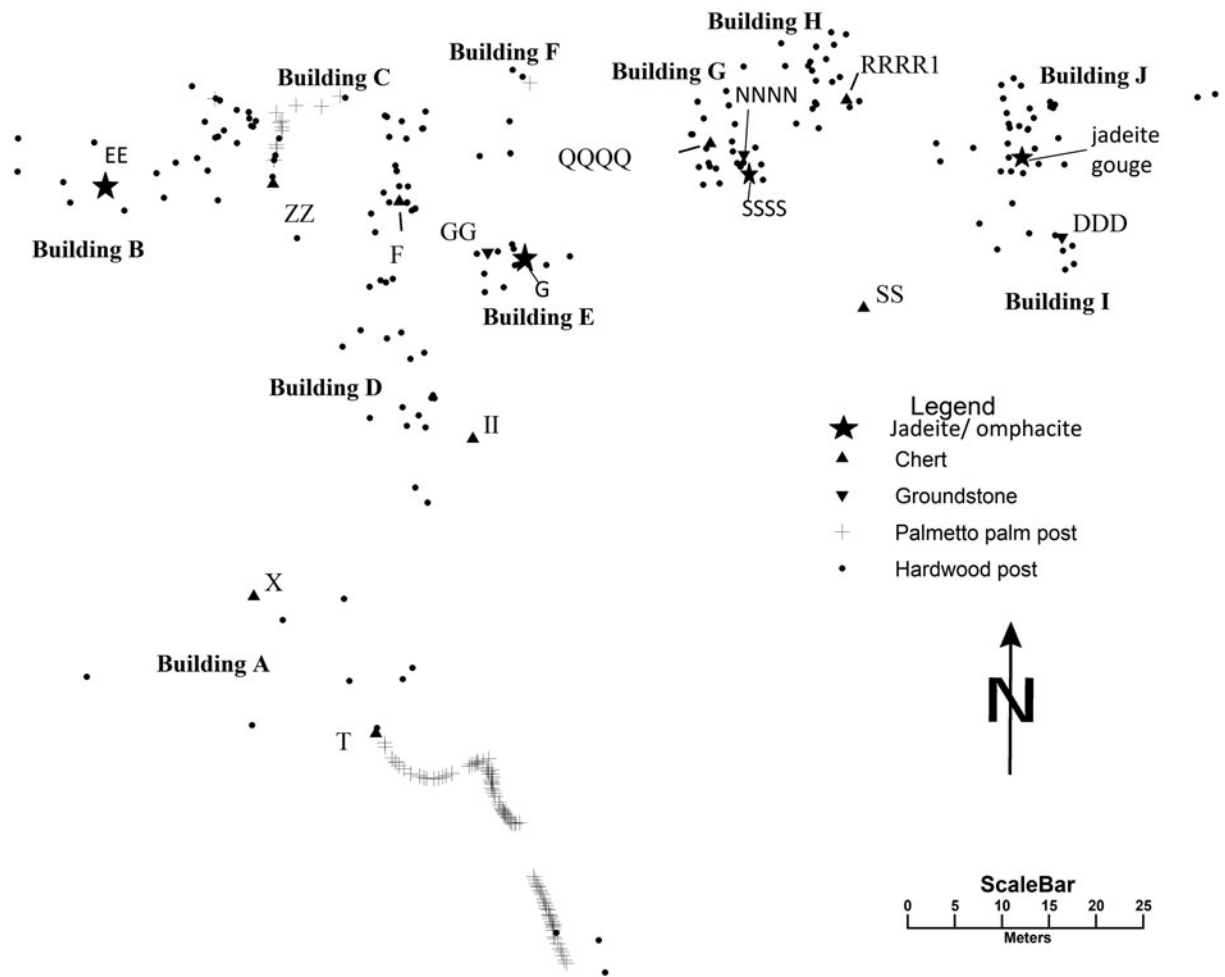 Building H
Building F
Building C
Building G
RRRR1
Building J
NNNN
jadeite
gouge
EE
QQQQ
ZZ
SSSS
GG
DDD
Building B
F
G
SS
Building I
Building E
Building D
Legend
II
Jadeite/ omphacite
Chert
Groundstone
Palmetto palm post
Hardwood post
X
Building A
N
T
ScaleBar
0 5 10 15 20 25
Meters